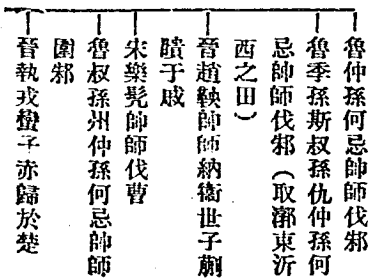 魯仲孫何忌帥師伐邾
魯季孫斯叔孫仇仲孫何
忌帥師伐邾（取漷東沂
西之田）
晉趙鞅帥師納衞世子蒯
聵于戚
宋樂髡帥師伐曹
魯叔孫州仲孫何忌帥師
圍邾
晉執戎蠻子赤歸於楚